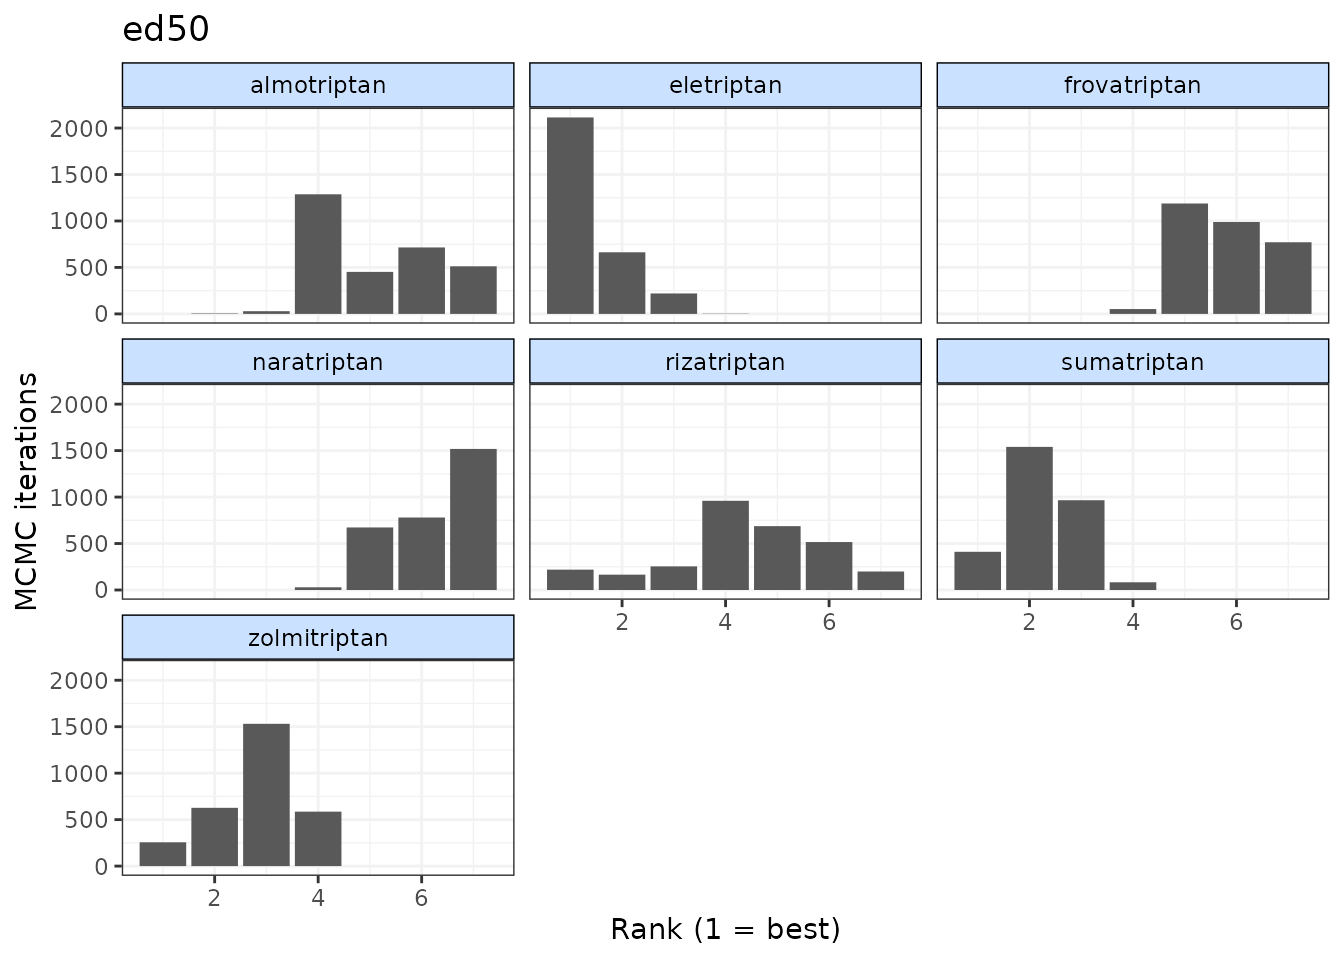 ed50
almotriptan eletriptan frovatriptan
2000
1500
1000
500
0
naratriptan rizatriptan sumatriptan
2000
1500
1000
500
0
2 4 6 2 4 6
zolmitriptan
2000
1500
1000
500
0
2 4 6
MCMC iterations
Rank (1 = best)